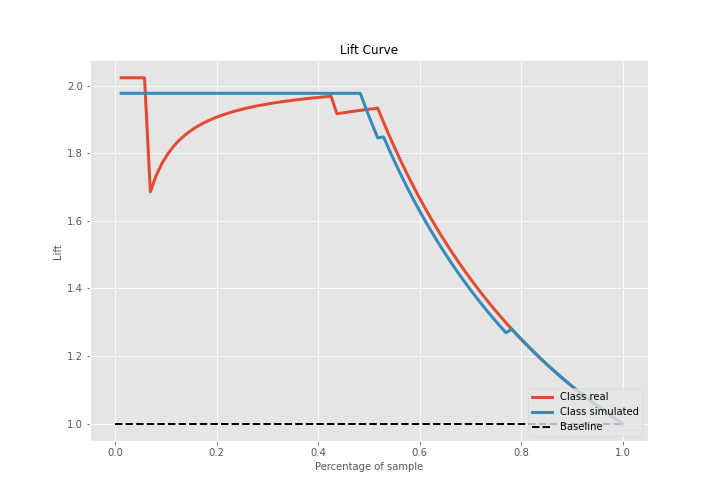 Lift Curve
Lift
2.0
1.8
1.6
1.4
1.2
1.0
0.0
0.2
0.4
0.6
0.8
1.0
Percentage of sample
Class real
Class simulated
Baseline